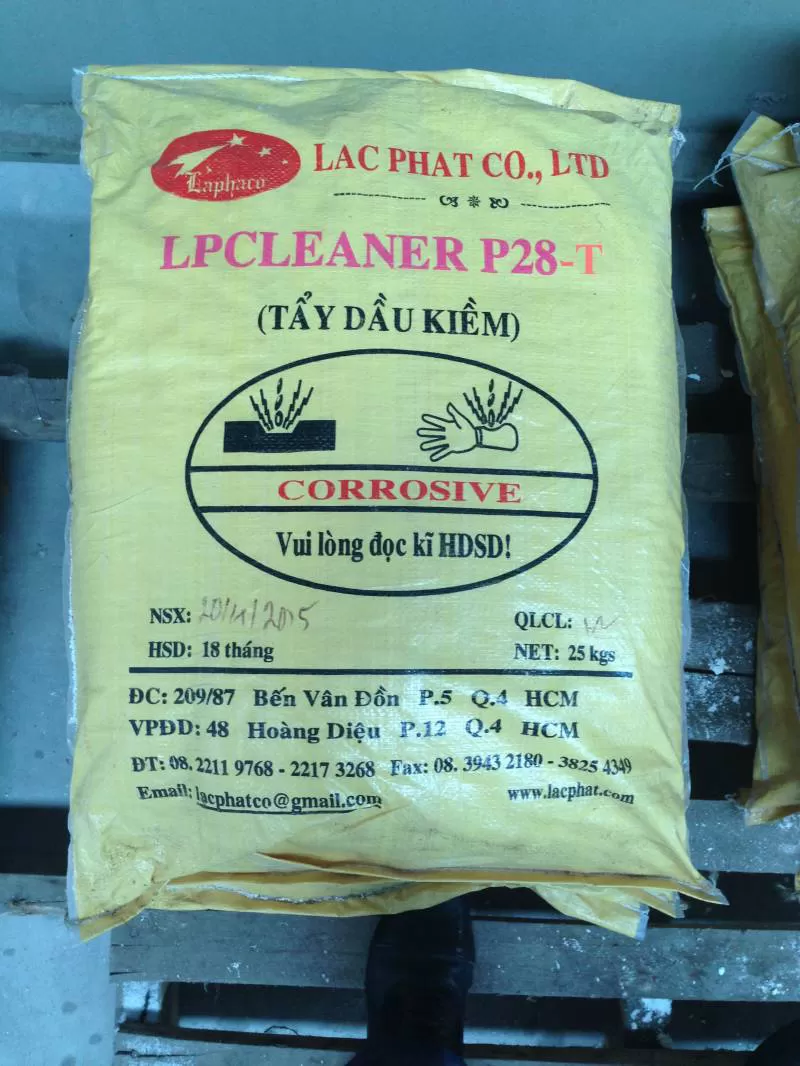 Laphaco
LAC PHAT CO., LTD
LPCLEANER P28-T
(TẨY DẦU KIỀM)
CORROSIVE
Vui lòng đọc kĩ HDSD!
NSX:
QLCL:
HSD: 18 tháng
NET: 25 kgs
ĐC: 209/87 Bến Vân Đồn P.5 Q.4 HCM
VPĐD: 48 Hoàng Diệu P.12 Q.4 HCM
ĐT: 08. 2211 9768 - 2217 3268 Fax: 08. 3943 2180 - 3825 4349
Email: lacphatco@gmail.com
www.lacphat.com